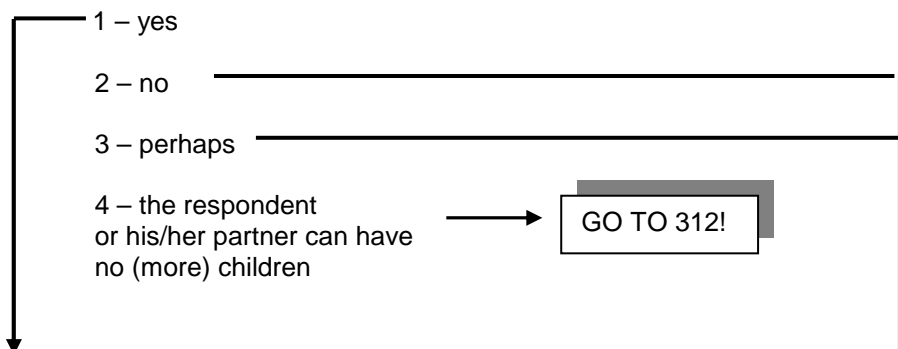 1 – yes
2 – no
3 – perhaps
4 – the respondent
or his/her partner can have
no (more) children
GO TO 312!